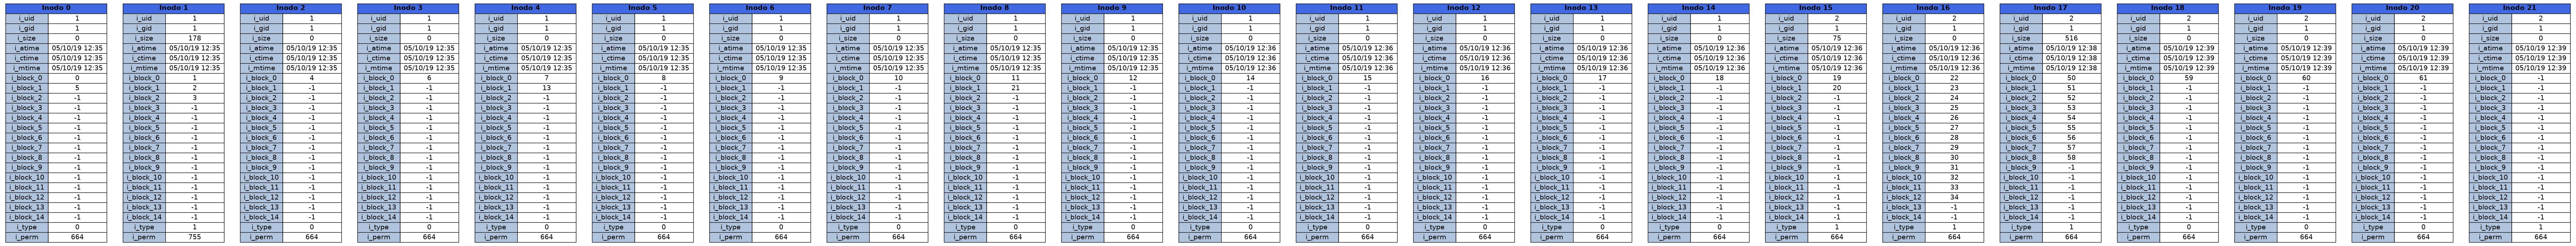 Inodo 0 Inodo 1 Inodo 2 Inodo 3 Inodo 4 Inodo 5 Inodo 6 Inodo 7 Inodo 8 Inodo 9 Inodo 10 Inodo 11 Inodo 12 Inodo 13 Inodo 14 Inodo 15 Inodo 16 Inodo 17 Inodo 18 Inodo 19 Inodo 20 Inodo 21
i_uid 1 i_uid 1 i_uid 1 i_uid 1 i_uid 1 i_uid 1 i_uid 1 i_uid 1 i_uid 1 i_uid 1 i_uid 1 i_uid 1 i_uid 1 i_uid 1 i_uid 1 i_uid 2 i_uid 2 i_uid 2 i_uid 2 i_uid 2 i_uid 2 i_uid 2
i_gid 1 i_gid 1 i_gid 1 i_gid 1 i_gid 1 i_gid 1 i_gid 1 i_gid 1 i_gid 1 i_gid 1 i_gid 1 i_gid 1 i_gid 1 i_gid 1 i_gid 1 i_gid 1 i_gid 1 i_gid 1 i_gid 1 i_gid 1 i_gid 1 i_gid 1
i_size 0 i_size 178 i_size 0 i_size 0 i_size 0 i_size 0 i_size 0 i_size 0 i_size 0 i_size 0 i_size 0 i_size 0 i_size 0 i_size 0 i_size 0 i_size 75 i_size 0 i_size 516 i_size 0 i_size 0 i_size 0 i_size 0
i_atime 05/10/19 12:35 i_atime 05/10/19 12:35 i_atime 05/10/19 12:35 i_atime 05/10/19 12:35 i_atime 05/10/19 12:35 i_atime 05/10/19 12:35 i_atime 05/10/19 12:35 i_atime 05/10/19 12:35 i_atime 05/10/19 12:35 i_atime 05/10/19 12:35 i_atime 05/10/19 12:36 i_atime 05/10/19 12:36 i_atime 05/10/19 12:36 i_atime 05/10/19 12:36 i_atime 05/10/19 12:36 i_atime 05/10/19 12:36 i_atime 05/10/19 12:36 i_atime 05/10/19 12:38 i_atime 05/10/19 12:39 i_atime 05/10/19 12:39 i_atime 05/10/19 12:39 i_atime 05/10/19 12:39
i_ctime 05/10/19 12:35 i_ctime 05/10/19 12:35 i_ctime 05/10/19 12:35 i_ctime 05/10/19 12:35 i_ctime 05/10/19 12:35 i_ctime 05/10/19 12:35 i_ctime 05/10/19 12:35 i_ctime 05/10/19 12:35 i_ctime 05/10/19 12:35 i_ctime 05/10/19 12:35 i_ctime 05/10/19 12:36 i_ctime 05/10/19 12:36 i_ctime 05/10/19 12:36 i_ctime 05/10/19 12:36 i_ctime 05/10/19 12:36 i_ctime 05/10/19 12:36 i_ctime 05/10/19 12:36 i_ctime 05/10/19 12:38 i_ctime 05/10/19 12:39 i_ctime 05/10/19 12:39 i_ctime 05/10/19 12:39 i_ctime 05/10/19 12:39
i_mtime 05/10/19 12:35 i_mtime 05/10/19 12:35 i_mtime 05/10/19 12:35 i_mtime 05/10/19 12:35 i_mtime 05/10/19 12:35 i_mtime 05/10/19 12:35 i_mtime 05/10/19 12:35 i_mtime 05/10/19 12:35 i_mtime 05/10/19 12:35 i_mtime 05/10/19 12:35 i_mtime 05/10/19 12:36 i_mtime 05/10/19 12:36 i_mtime 05/10/19 12:36 i_mtime 05/10/19 12:36 i_mtime 05/10/19 12:36 i_mtime 05/10/19 12:36 i_mtime 05/10/19 12:36 i_mtime 05/10/19 12:38 i_mtime 05/10/19 12:39 i_mtime 05/10/19 12:39 i_mtime 05/10/19 12:39 i_mtime 05/10/19 12:39
i_block_0 0 i_block_0 1 i_block_0 4 i_block_0 6 i_block_0 7 i_block_0 8 i_block_0 9 i_block_0 10 i_block_0 11 i_block_0 12 i_block_0 14 i_block_0 15 i_block_0 16 i_block_0 17 i_block_0 18 i_block_0 19 i_block_0 22 i_block_0 50 i_block_0 59 i_block_0 60 i_block_0 61 i_block_0 -1
i_block_1 5 i_block_1 2 i_block_1 -1 i_block_1 -1 i_block_1 13 i_block_1 -1 i_block_1 -1 i_block_1 -1 i_block_1 21 i_block_1 -1 i_block_1 -1 i_block_1 -1 i_block_1 -1 i_block_1 -1 i_block_1 -1 i_block_1 20 i_block_1 23 i_block_1 51 i_block_1 -1 i_block_1 -1 i_block_1 -1 i_block_1 -1
i_block_2 -1 i_block_2 3 i_block_2 -1 i_block_2 -1 i_block_2 -1 i_block_2 -1 i_block_2 -1 i_block_2 -1 i_block_2 -1 i_block_2 -1 i_block_2 -1 i_block_2 -1 i_block_2 -1 i_block_2 -1 i_block_2 -1 i_block_2 -1 i_block_2 24 i_block_2 52 i_block_2 -1 i_block_2 -1 i_block_2 -1 i_block_2 -1
i_block_3 -1 i_block_3 -1 i_block_3 -1 i_block_3 -1 i_block_3 -1 i_block_3 -1 i_block_3 -1 i_block_3 -1 i_block_3 -1 i_block_3 -1 i_block_3 -1 i_block_3 -1 i_block_3 -1 i_block_3 -1 i_block_3 -1 i_block_3 -1 i_block_3 25 i_block_3 53 i_block_3 -1 i_block_3 -1 i_block_3 -1 i_block_3 -1
i_block_4 -1 i_block_4 -1 i_block_4 -1 i_block_4 -1 i_block_4 -1 i_block_4 -1 i_block_4 -1 i_block_4 -1 i_block_4 -1 i_block_4 -1 i_block_4 -1 i_block_4 -1 i_block_4 -1 i_block_4 -1 i_block_4 -1 i_block_4 -1 i_block_4 26 i_block_4 54 i_block_4 -1 i_block_4 -1 i_block_4 -1 i_block_4 -1
i_block_5 -1 i_block_5 -1 i_block_5 -1 i_block_5 -1 i_block_5 -1 i_block_5 -1 i_block_5 -1 i_block_5 -1 i_block_5 -1 i_block_5 -1 i_block_5 -1 i_block_5 -1 i_block_5 -1 i_block_5 -1 i_block_5 -1 i_block_5 -1 i_block_5 27 i_block_5 55 i_block_5 -1 i_block_5 -1 i_block_5 -1 i_block_5 -1
i_block_6 -1 i_block_6 -1 i_block_6 -1 i_block_6 -1 i_block_6 -1 i_block_6 -1 i_block_6 -1 i_block_6 -1 i_block_6 -1 i_block_6 -1 i_block_6 -1 i_block_6 -1 i_block_6 -1 i_block_6 -1 i_block_6 -1 i_block_6 -1 i_block_6 28 i_block_6 56 i_block_6 -1 i_block_6 -1 i_block_6 -1 i_block_6 -1
i_block_7 -1 i_block_7 -1 i_block_7 -1 i_block_7 -1 i_block_7 -1 i_block_7 -1 i_block_7 -1 i_block_7 -1 i_block_7 -1 i_block_7 -1 i_block_7 -1 i_block_7 -1 i_block_7 -1 i_block_7 -1 i_block_7 -1 i_block_7 -1 i_block_7 29 i_block_7 57 i_block_7 -1 i_block_7 -1 i_block_7 -1 i_block_7 -1
i_block_8 -1 i_block_8 -1 i_block_8 -1 i_block_8 -1 i_block_8 -1 i_block_8 -1 i_block_8 -1 i_block_8 -1 i_block_8 -1 i_block_8 -1 i_block_8 -1 i_block_8 -1 i_block_8 -1 i_block_8 -1 i_block_8 -1 i_block_8 -1 i_block_8 30 i_block_8 58 i_block_8 -1 i_block_8 -1 i_block_8 -1 i_block_8 -1
i_block_9 -1 i_block_9 -1 i_block_9 -1 i_block_9 -1 i_block_9 -1 i_block_9 -1 i_block_9 -1 i_block_9 -1 i_block_9 -1 i_block_9 -1 i_block_9 -1 i_block_9 -1 i_block_9 -1 i_block_9 -1 i_block_9 -1 i_block_9 -1 i_block_9 31 i_block_9 -1 i_block_9 -1 i_block_9 -1 i_block_9 -1 i_block_9 -1
i_block_10 -1 i_block_10 -1 i_block_10 -1 i_block_10 -1 i_block_10 -1 i_block_10 -1 i_block_10 -1 i_block_10 -1 i_block_10 -1 i_block_10 -1 i_block_10 -1 i_block_10 -1 i_block_10 -1 i_block_10 -1 i_block_10 -1 i_block_10 -1 i_block_10 32 i_block_10 -1 i_block_10 -1 i_block_10 -1 i_block_10 -1 i_block_10 -1
i_block_11 -1 i_block_11 -1 i_block_11 -1 i_block_11 -1 i_block_11 -1 i_block_11 -1 i_block_11 -1 i_block_11 -1 i_block_11 -1 i_block_11 -1 i_block_11 -1 i_block_11 -1 i_block_11 -1 i_block_11 -1 i_block_11 -1 i_block_11 -1 i_block_11 33 i_block_11 -1 i_block_11 -1 i_block_11 -1 i_block_11 -1 i_block_11 -1
i_block_12 -1 i_block_12 -1 i_block_12 -1 i_block_12 -1 i_block_12 -1 i_block_12 -1 i_block_12 -1 i_block_12 -1 i_block_12 -1 i_block_12 -1 i_block_12 -1 i_block_12 -1 i_block_12 -1 i_block_12 -1 i_block_12 -1 i_block_12 -1 i_block_12 34 i_block_12 -1 i_block_12 -1 i_block_12 -1 i_block_12 -1 i_block_12 -1
i_block_13 -1 i_block_13 -1 i_block_13 -1 i_block_13 -1 i_block_13 -1 i_block_13 -1 i_block_13 -1 i_block_13 -1 i_block_13 -1 i_block_13 -1 i_block_13 -1 i_block_13 -1 i_block_13 -1 i_block_13 -1 i_block_13 -1 i_block_13 -1 i_block_13 -1 i_block_13 -1 i_block_13 -1 i_block_13 -1 i_block_13 -1 i_block_13 -1
i_block_14 -1 i_block_14 -1 i_block_14 -1 i_block_14 -1 i_block_14 -1 i_block_14 -1 i_block_14 -1 i_block_14 -1 i_block_14 -1 i_block_14 -1 i_block_14 -1 i_block_14 -1 i_block_14 -1 i_block_14 -1 i_block_14 -1 i_block_14 -1 i_block_14 -1 i_block_14 -1 i_block_14 -1 i_block_14 -1 i_block_14 -1 i_block_14 -1
i_type 0 i_type 1 i_type 0 i_type 0 i_type 0 i_type 0 i_type 0 i_type 0 i_type 0 i_type 0 i_type 0 i_type 0 i_type 0 i_type 0 i_type 0 i_type 1 i_type 1 i_type 1 i_type 0 i_type 0 i_type 0 i_type 1
i_perm 664 i_perm 755 i_perm 664 i_perm 664 i_perm 664 i_perm 664 i_perm 664 i_perm 664 i_perm 664 i_perm 664 i_perm 664 i_perm 664 i_perm 664 i_perm 664 i_perm 664 i_perm 664 i_perm 664 i_perm 664 i_perm 664 i_perm 664 i_perm 664 i_perm 664